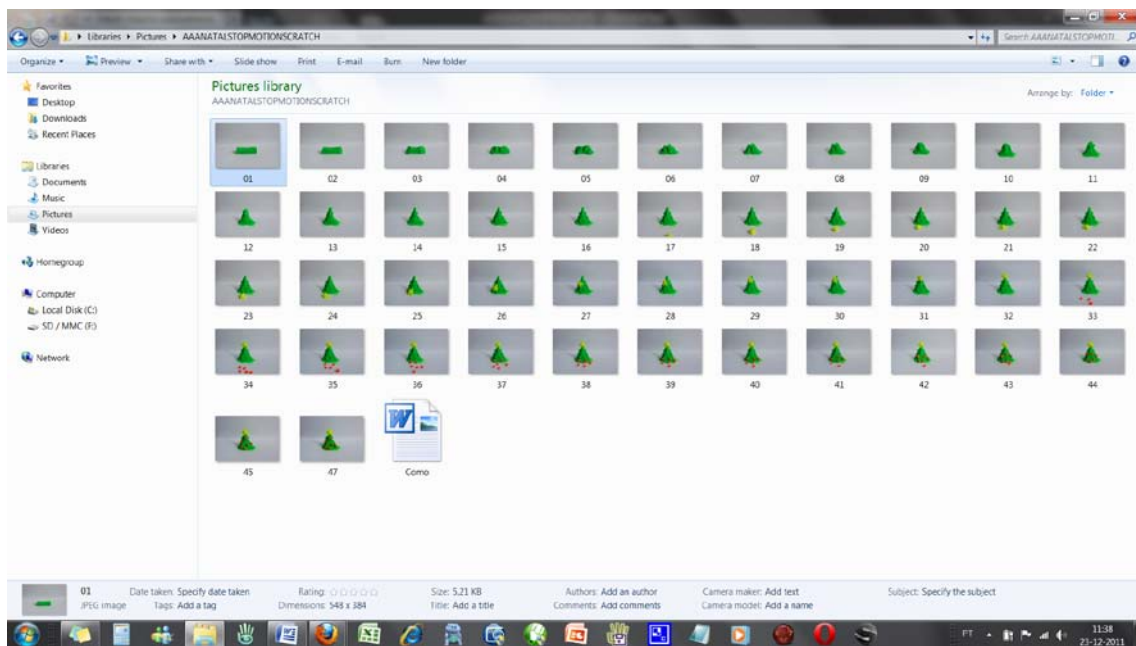 Libraries ▸ Pictures ▸ AAANATALSTOPMOTIONSCRATCH
Search AAANATALSTOPMOTI...
Organize Preview Share with Slide show Print E-mail Burn New folder
Favorites
Desktop
Downloads
Recent Places
Libraries
Documents
Music
Pictures
Videos
Homegroup
Computer
Local Disk (C:)
SD / MMC (F:)
Network
Pictures library
AAANATALSTOPMOTIONSCRATCH
Arrange by: Folder
01 02 03 04 05 06 07 08 09 10 11
12 13 14 15 16 17 18 19 20 21 22
23 24 25 26 27 28 29 30 31 32 33
34 35 36 37 38 39 40 41 42 43 44
45 47 Como
01 Date taken: Specify date taken Rating: Size: 5,21 KB Authors: Add an author Camera maker: Add text Subject: Specify the subject
JPEG image Tags: Add a tag Dimensions: 548 x 384 Title: Add a title Comments: Add comments Camera model: Add a name
PT 11:38
23-12-2011